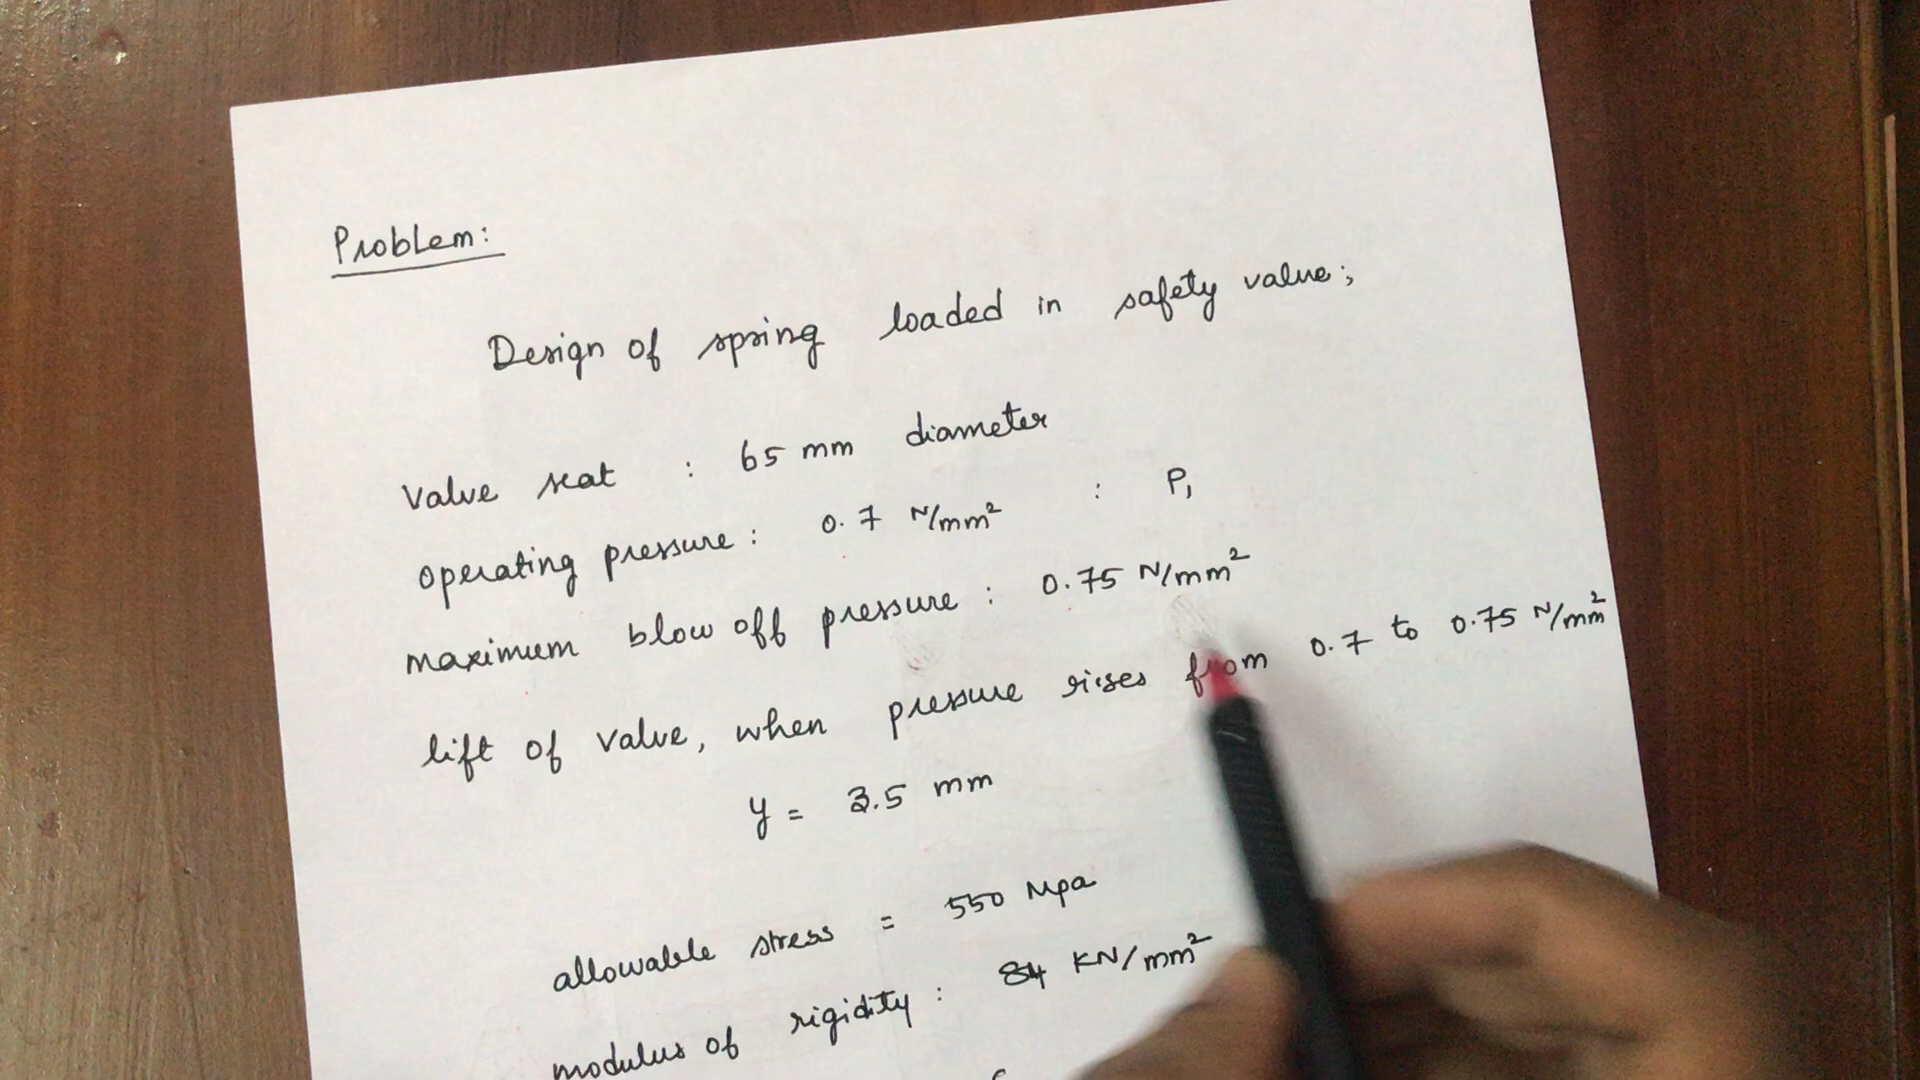 Problem:
Design of spring loaded in safety valve;
Valve seat : 65 mm diameter
operating pressure : 0.7 N/mm² : P₁
maximum blow off pressure : 0.75 N/mm²
lift of valve, when pressure rises from 0.7 to 0.75 N/mm²
y = 3.5 mm
allowable stress = 550 Mpa
modulus of rigidity : 84 KN/mm²